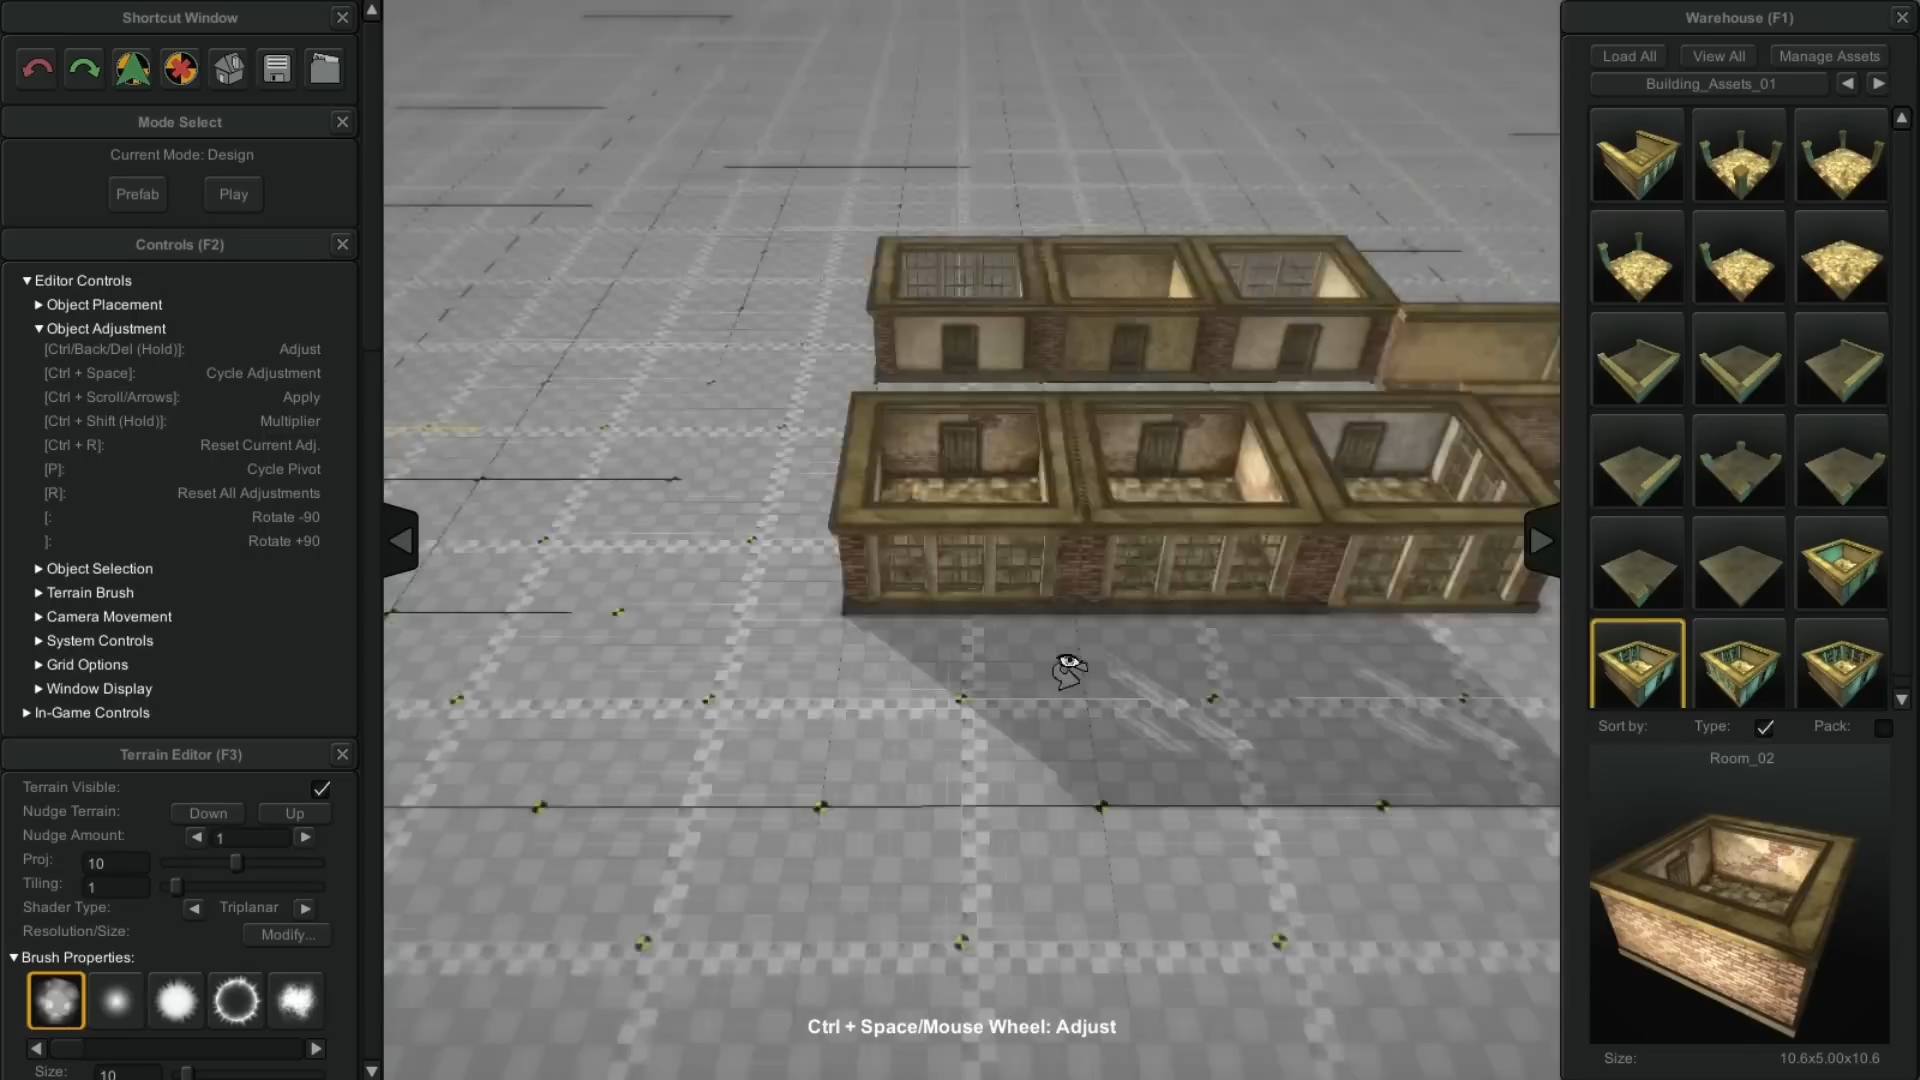 Shortcut Window
Mode Select
Current Mode: Design
Prefab
Play
Controls (F2)
Editor Controls
Object Placement
Object Adjustment
[Ctrl/Back/Del (Hold)]: Adjust
[Ctrl + Space]: Cycle Adjustment
[Ctrl + Scroll/Arrows]: Apply
[Ctrl + Shift (Hold)]: Multiplier
[Ctrl + R]: Reset Current Adj.
[P]: Cycle Pivot
[R]: Reset All Adjustments
[: Rotate -90
]: Rotate +90
Object Selection
Terrain Brush
Camera Movement
System Controls
Grid Options
Window Display
In-Game Controls
Terrain Editor (F3)
Terrain Visible:
Nudge Terrain: Down Up
Nudge Amount: 1
Proj: 10
Tiling: 1
Shader Type: Triplanar
Resolution/Size: Modify...
Brush Properties:
Size: 10
Ctrl + Space/Mouse Wheel: Adjust
Warehouse (F1)
Load All View All Manage Assets
Building_Assets_01
Sort by: Type: Pack:
Room_02
Size: 10.6x5.00x10.6